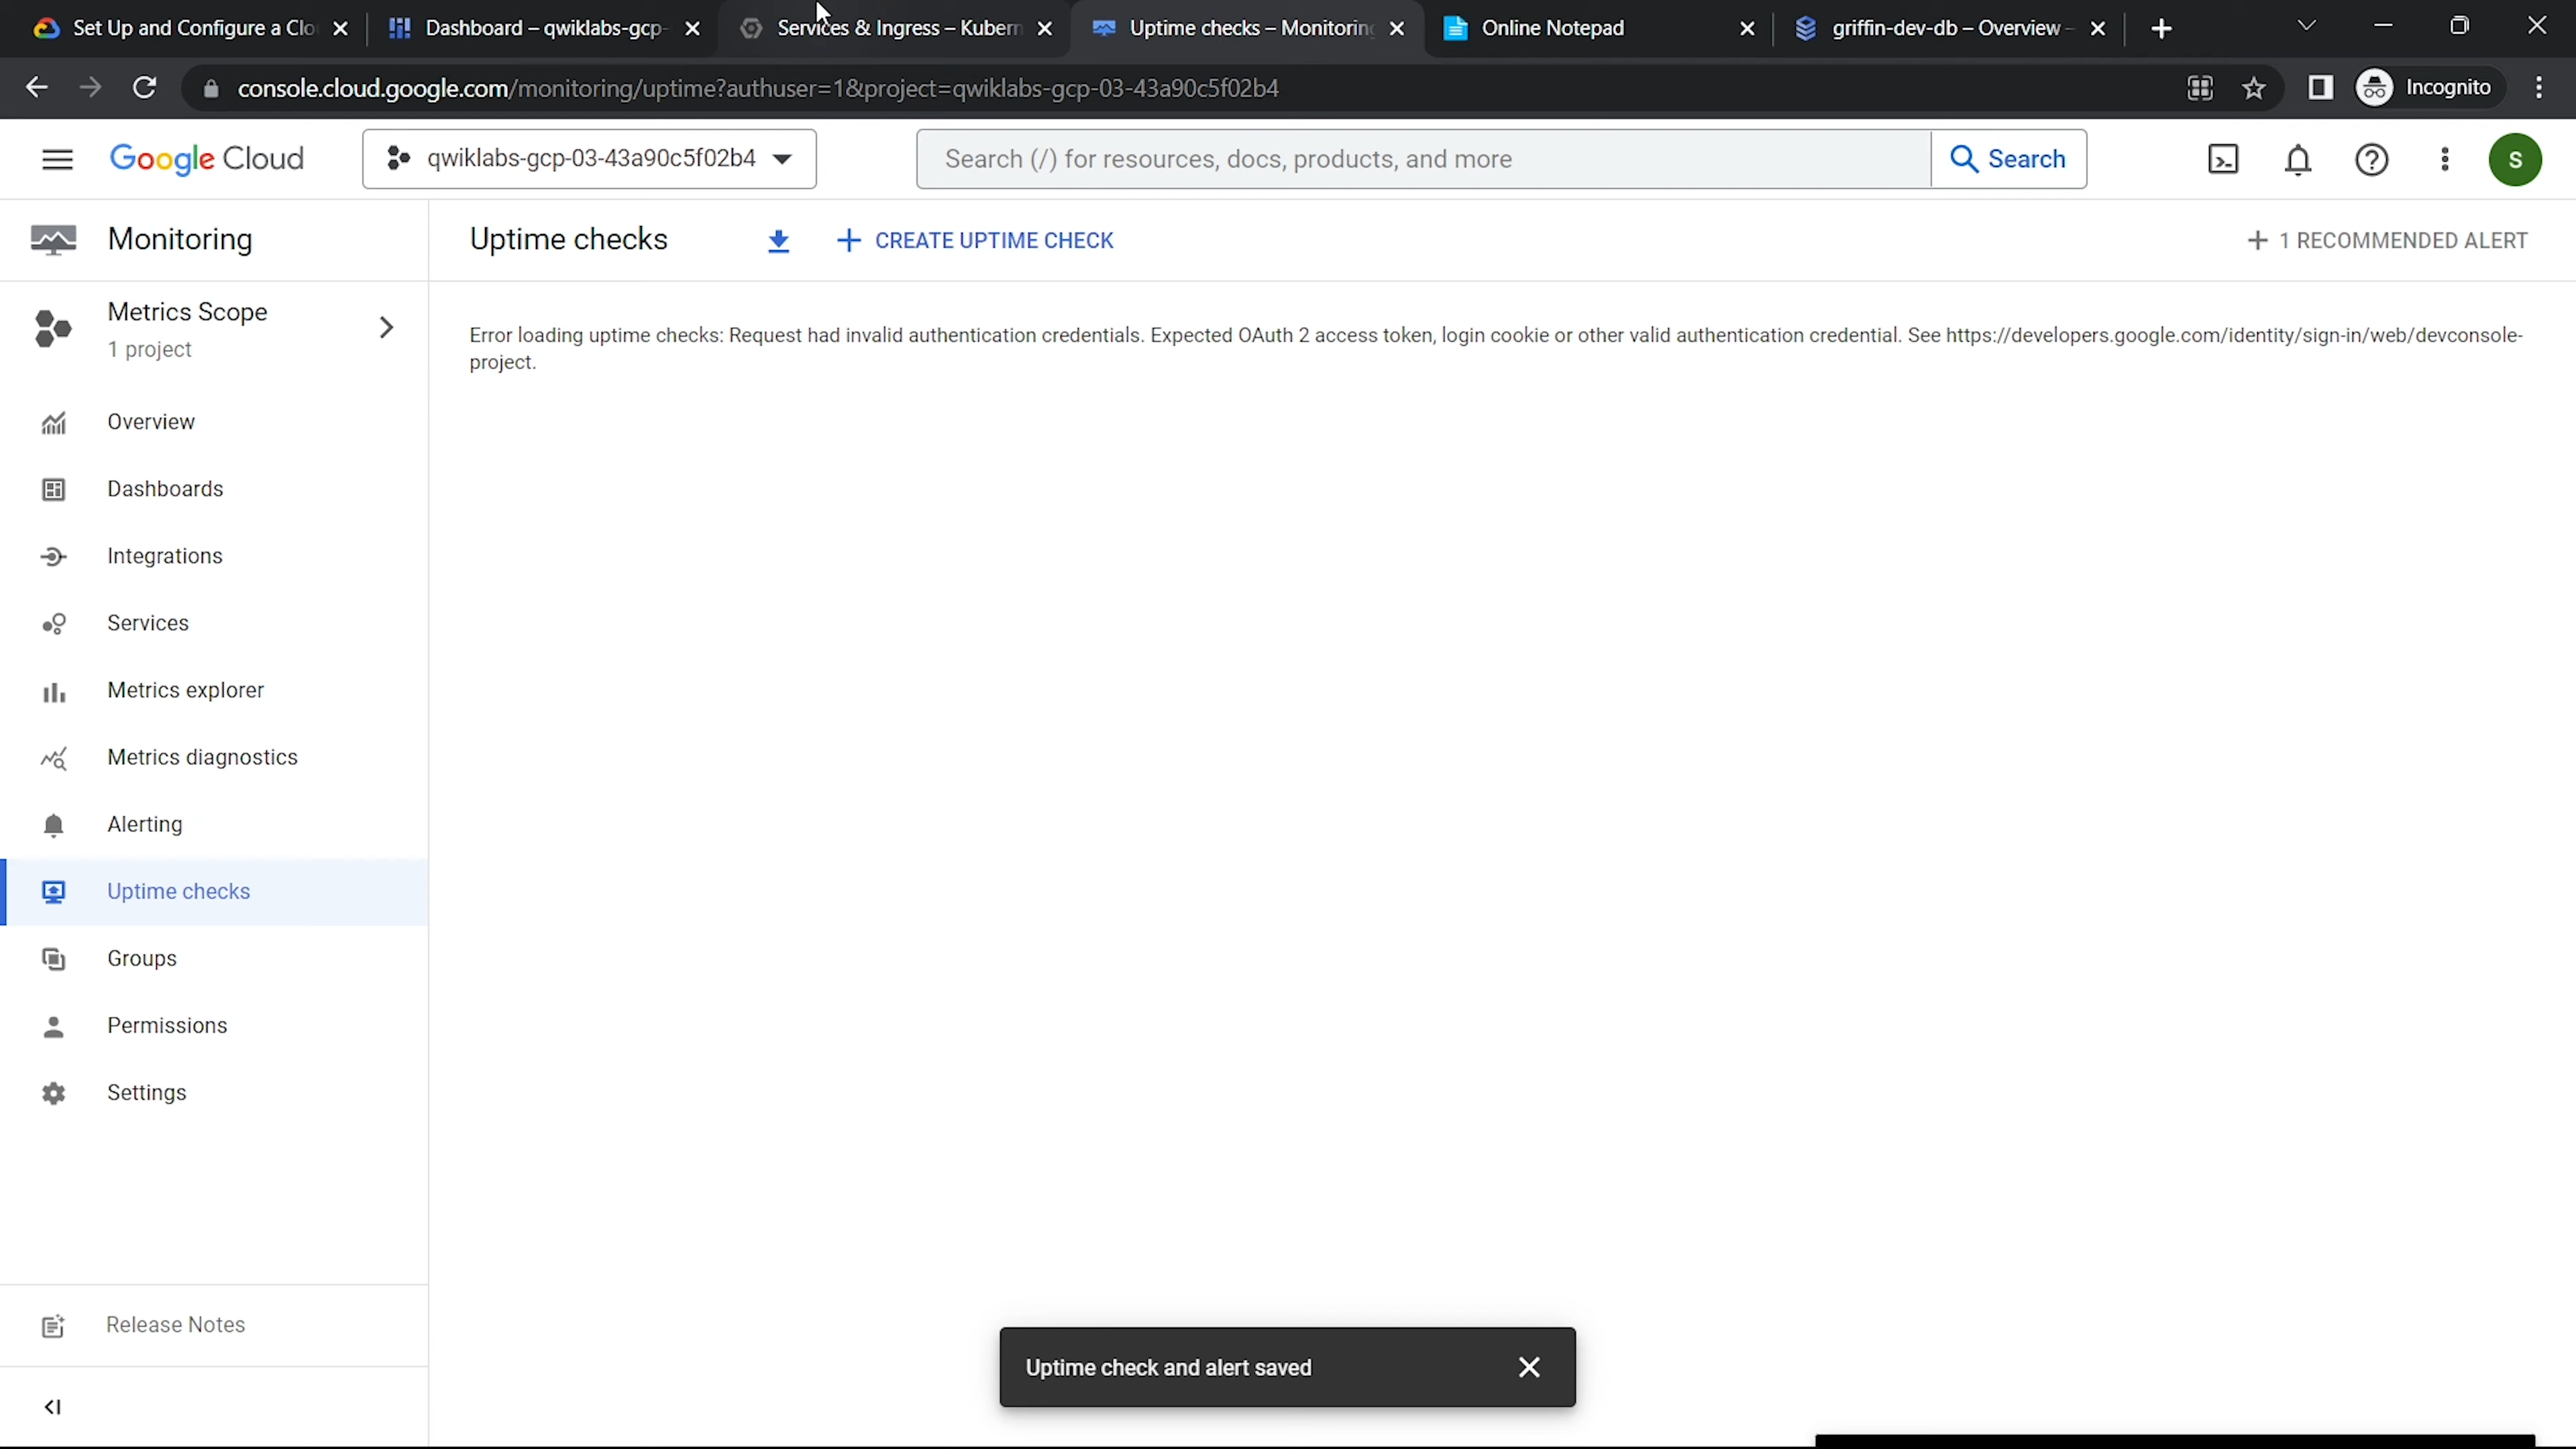 Set Up and Configure a Clo
Dashboard – qwiklabs-gcp-
Services & Ingress – Kubern
Uptime checks – Monitoring
Online Notepad
griffin-dev-db – Overview –
console.cloud.google.com/monitoring/uptime?authuser=1&project=qwiklabs-gcp-03-43a90c5f02b4
Incognito
Google Cloud
qwiklabs-gcp-03-43a90c5f02b4
Search (/) for resources, docs, products, and more
Search
S
Monitoring
Uptime checks
CREATE UPTIME CHECK
1 RECOMMENDED ALERT
Metrics Scope
1 project
Error loading uptime checks: Request had invalid authentication credentials. Expected OAuth 2 access token, login cookie or other valid authentication credential. See https://developers.google.com/identity/sign-in/web/devconsole-
project.
Overview
Dashboards
Integrations
Services
Metrics explorer
Metrics diagnostics
Alerting
Uptime checks
Groups
Permissions
Settings
Release Notes
Uptime check and alert saved